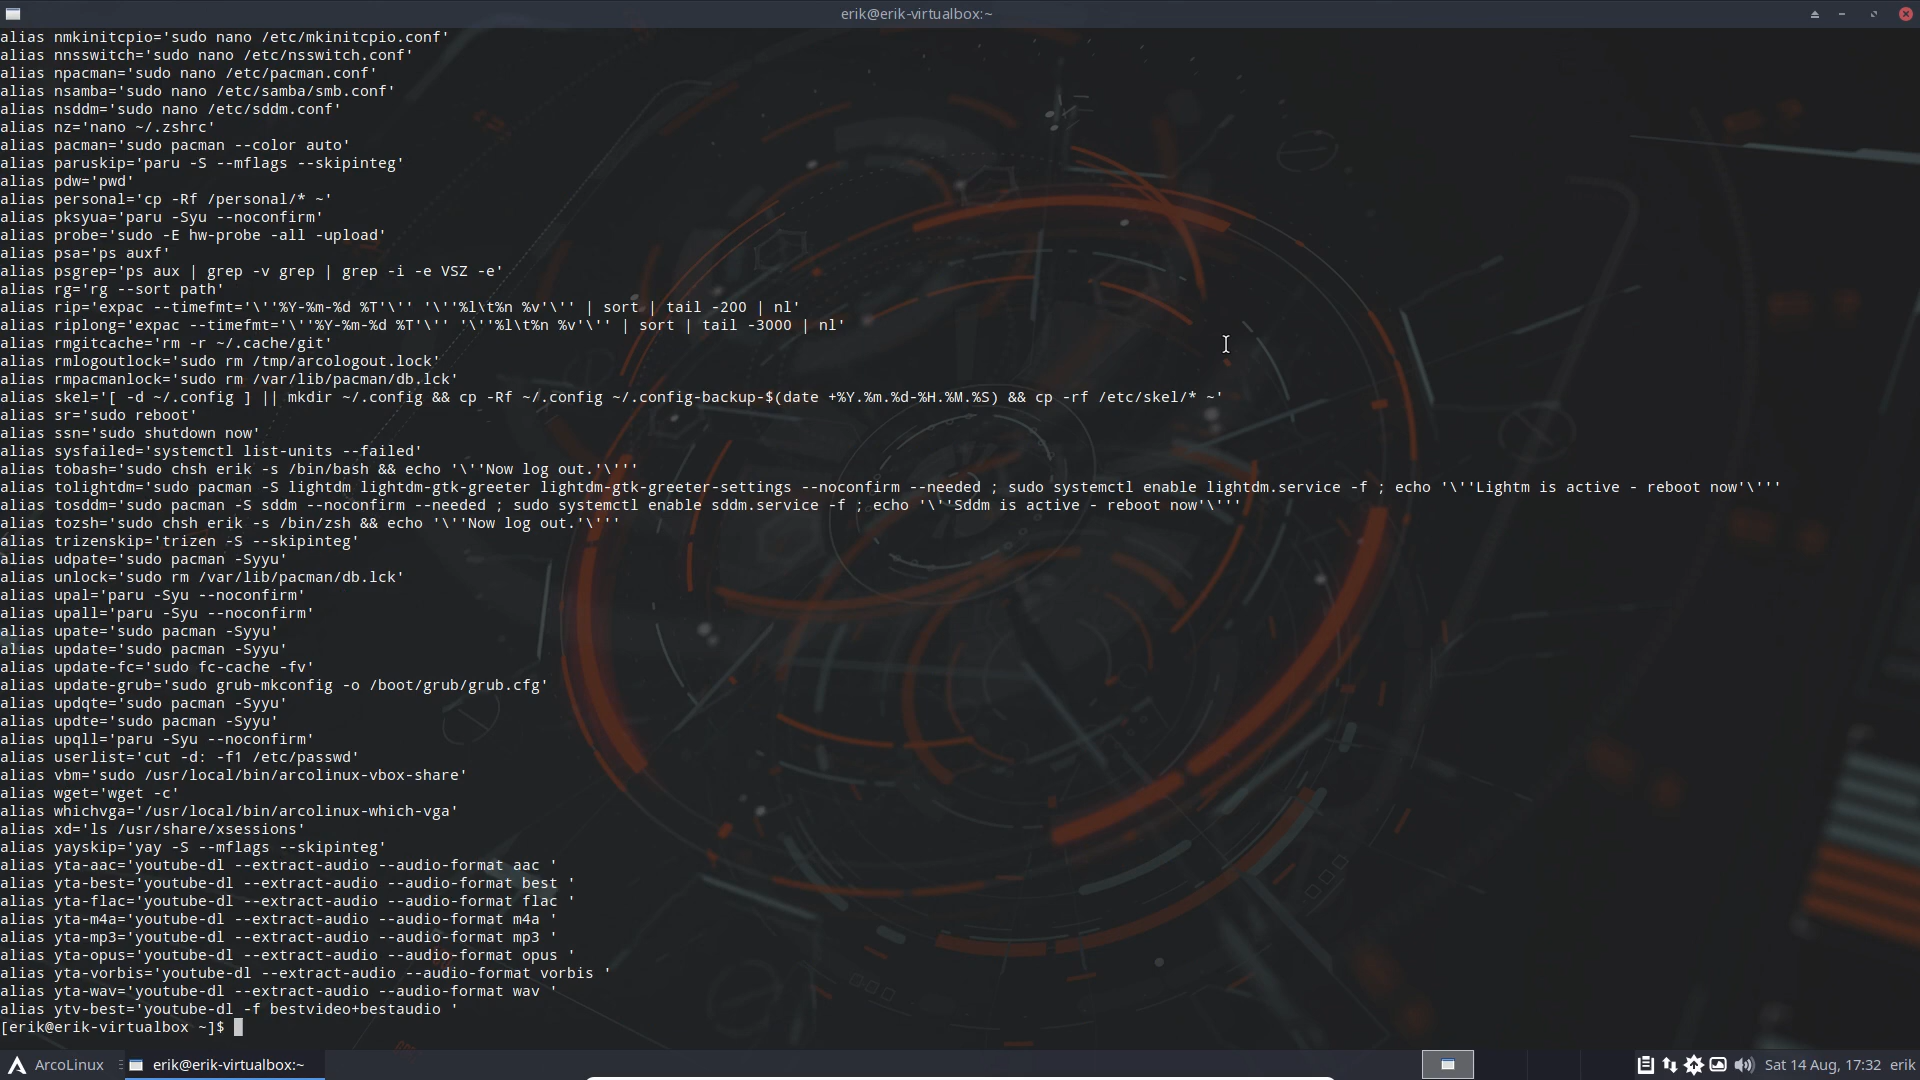 erik@erik-virtualbox:~
alias nmkinitcpio='sudo nano /etc/mkinitcpio.conf'
alias nnsswitch='sudo nano /etc/nsswitch.conf'
alias npacman='sudo nano /etc/pacman.conf'
alias nsamba='sudo nano /etc/samba/smb.conf'
alias nsddm='sudo nano /etc/sddm.conf'
alias nz='nano ~/.zshrc'
alias pacman='sudo pacman --color auto'
alias paruskip='paru -S --mflags --skipinteg'
alias pdw='pwd'
alias personal='cp -Rf /personal/* ~'
alias pksyua='paru -Syu --noconfirm'
alias probe='sudo -E hw-probe -all -upload'
alias psa='ps auxf'
alias psgrep='ps aux | grep -v grep | grep -i -e VSZ -e'
alias rg='rg --sort path'
alias rip='expac --timefmt='\''%Y-%m-%d %T'\'' '\''%l\t%n %v'\'' | sort | tail -200 | nl'
alias riplong='expac --timefmt='\''%Y-%m-%d %T'\'' '\''%l\t%n %v'\'' | sort | tail -3000 | nl'
alias rmgitcache='rm -r ~/.cache/git'
alias rmlogoutlock='sudo rm /tmp/arcologout.lock'
alias rmpacmanlock='sudo rm /var/lib/pacman/db.lck'
alias skel='[ -d ~/.config ] || mkdir ~/.config && cp -Rf ~/.config ~/.config-backup-$(date +%Y.%m.%d-%H.%M.%S) && cp -rf /etc/skel/* ~'
alias sr='sudo reboot'
alias ssn='sudo shutdown now'
alias sysfailed='systemctl list-units --failed'
alias tobash='sudo chsh erik -s /bin/bash && echo '\''Now log out.'\'''
alias tolightdm='sudo pacman -S lightdm lightdm-gtk-greeter lightdm-gtk-greeter-settings --noconfirm --needed ; sudo systemctl enable lightdm.service -f ; echo '\''Lightm is active - reboot now'\'''
alias tosddm='sudo pacman -S sddm --noconfirm --needed ; sudo systemctl enable sddm.service -f ; echo '\''Sddm is active - reboot now'\'''
alias tozsh='sudo chsh erik -s /bin/zsh && echo '\''Now log out.'\'''
alias trizenskip='trizen -S --skipinteg'
alias udpate='sudo pacman -Syyu'
alias unlock='sudo rm /var/lib/pacman/db.lck'
alias upal='paru -Syu --noconfirm'
alias upall='paru -Syu --noconfirm'
alias upate='sudo pacman -Syyu'
alias update='sudo pacman -Syyu'
alias update-fc='sudo fc-cache -fv'
alias update-grub='sudo grub-mkconfig -o /boot/grub/grub.cfg'
alias updqte='sudo pacman -Syyu'
alias updte='sudo pacman -Syyu'
alias upqll='paru -Syu --noconfirm'
alias userlist='cut -d: -f1 /etc/passwd'
alias vbm='sudo /usr/local/bin/arcolinux-vbox-share'
alias wget='wget -c'
alias whichvga='/usr/local/bin/arcolinux-which-vga'
alias xd='ls /usr/share/xsessions'
alias yayskip='yay -S --mflags --skipinteg'
alias yta-aac='youtube-dl --extract-audio --audio-format aac '
alias yta-best='youtube-dl --extract-audio --audio-format best '
alias yta-flac='youtube-dl --extract-audio --audio-format flac '
alias yta-m4a='youtube-dl --extract-audio --audio-format m4a '
alias yta-mp3='youtube-dl --extract-audio --audio-format mp3 '
alias yta-opus='youtube-dl --extract-audio --audio-format opus '
alias yta-vorbis='youtube-dl --extract-audio --audio-format vorbis '
alias yta-wav='youtube-dl --extract-audio --audio-format wav '
alias ytv-best='youtube-dl -f bestvideo+bestaudio '
[erik@erik-virtualbox ~]$
ArcoLinux erik@erik-virtualbox:~ Sat 14 Aug, 17:32 erik